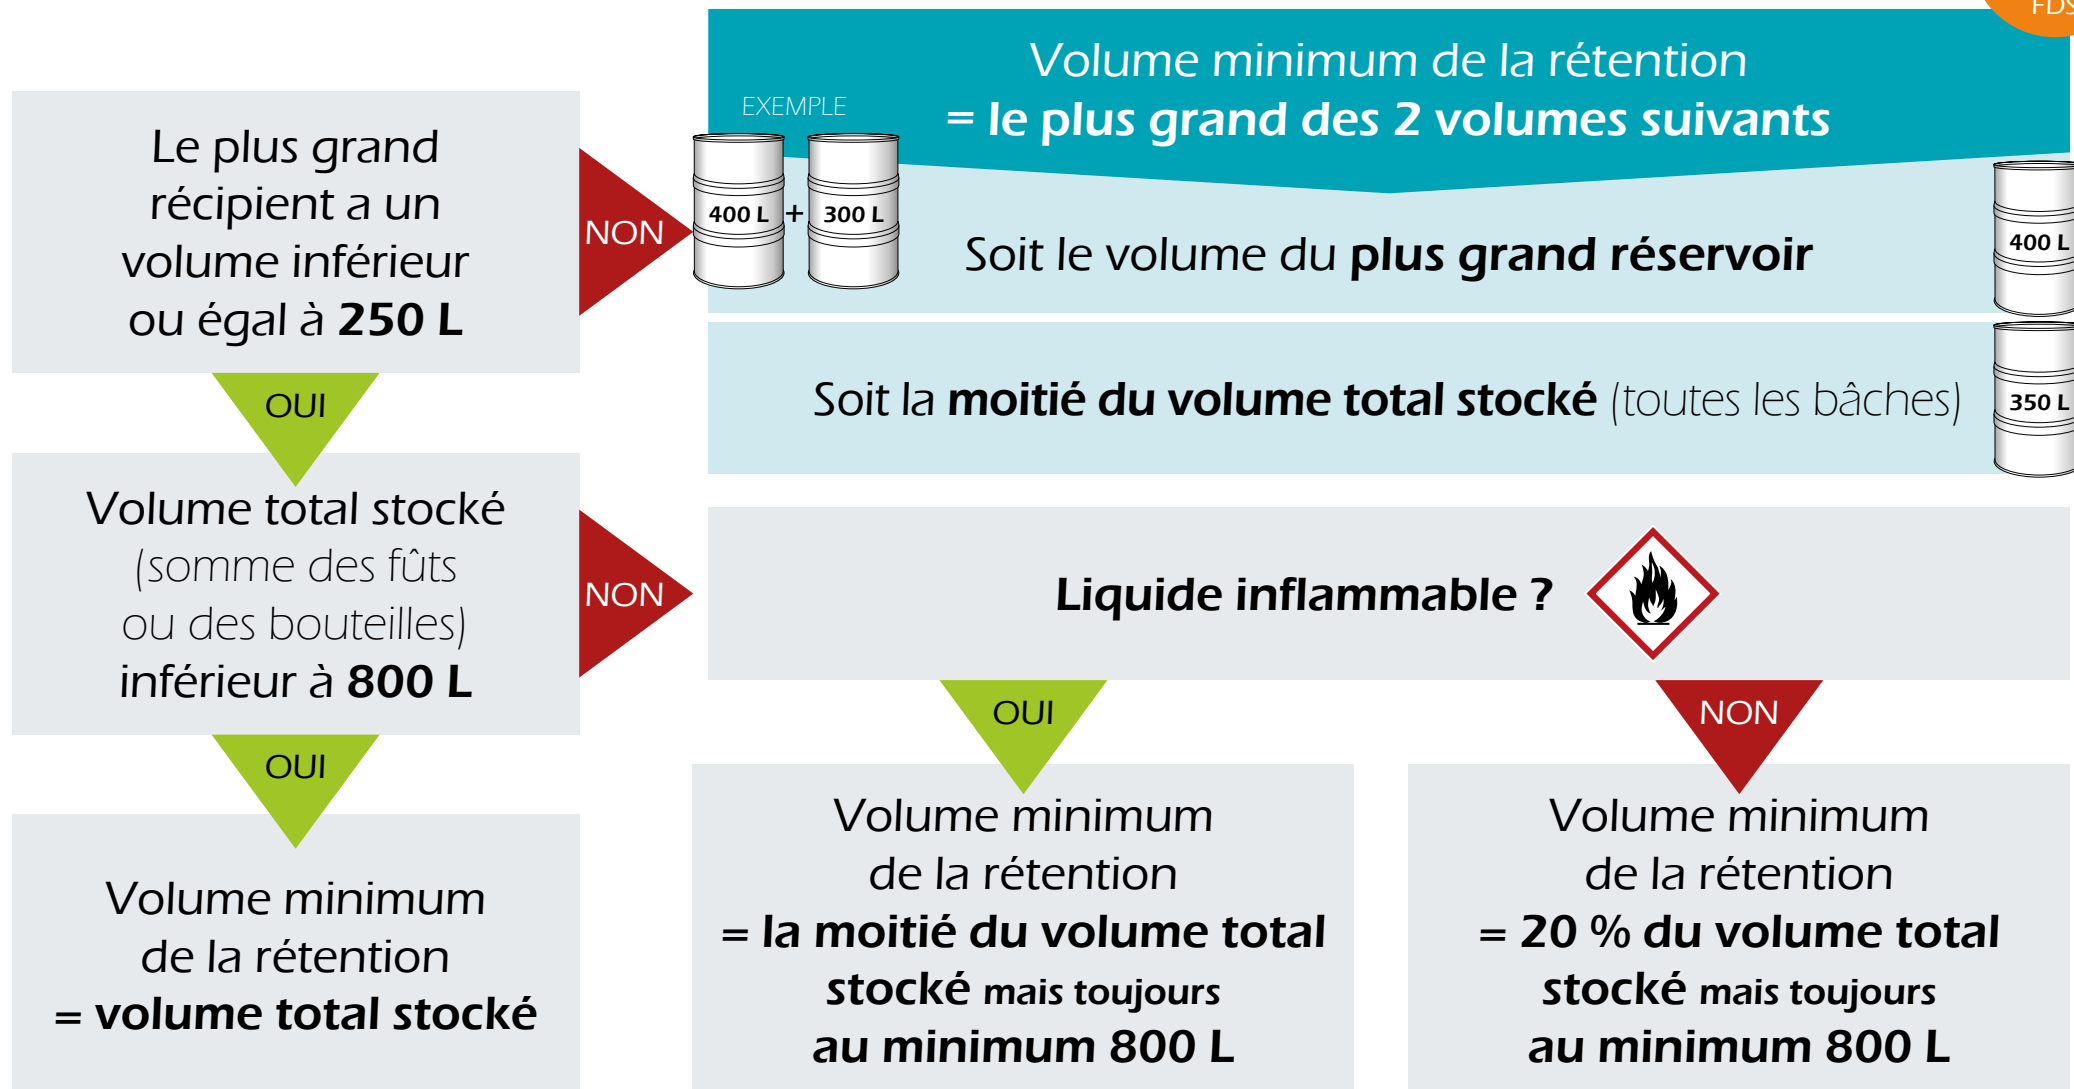 FDS
Volume minimum de la rétention
EXEMPLE
= le plus grand des 2 volumes suivants
Le plus grand
récipient a un
volume inférieur
ou égal à 250 L
NON
400 L + 300 L
Soit le volume du plus grand réservoir
400 L
Soit la moitié du volume total stocké (toutes les bâches)
350 L
OUI
Volume total stocké
(somme des fûts
ou des bouteilles)
inférieur à 800 L
NON
Liquide inflammable ?
OUI
NON
OUI
Volume minimum
de la rétention
= volume total stocké
Volume minimum
de la rétention
= la moitié du volume total
stocké mais toujours
au minimum 800 L
Volume minimum
de la rétention
= 20 % du volume total
stocké mais toujours
au minimum 800 L